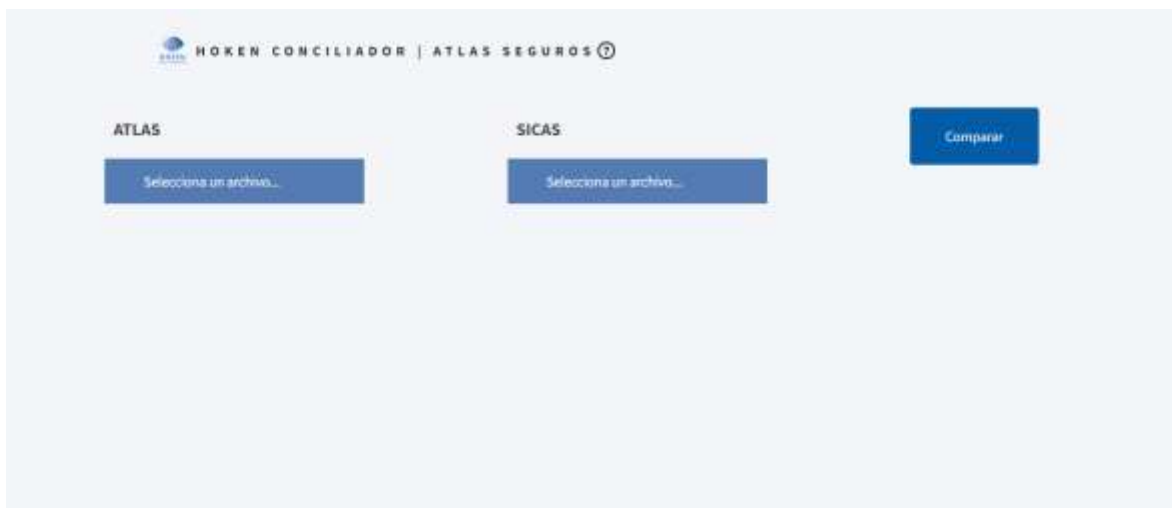 HOKEN CONCILIADOR | ATLAS SEGUROS ?
ATLAS
SICAS
Comparar
Selecciona un archivo...
Selecciona un archivo...